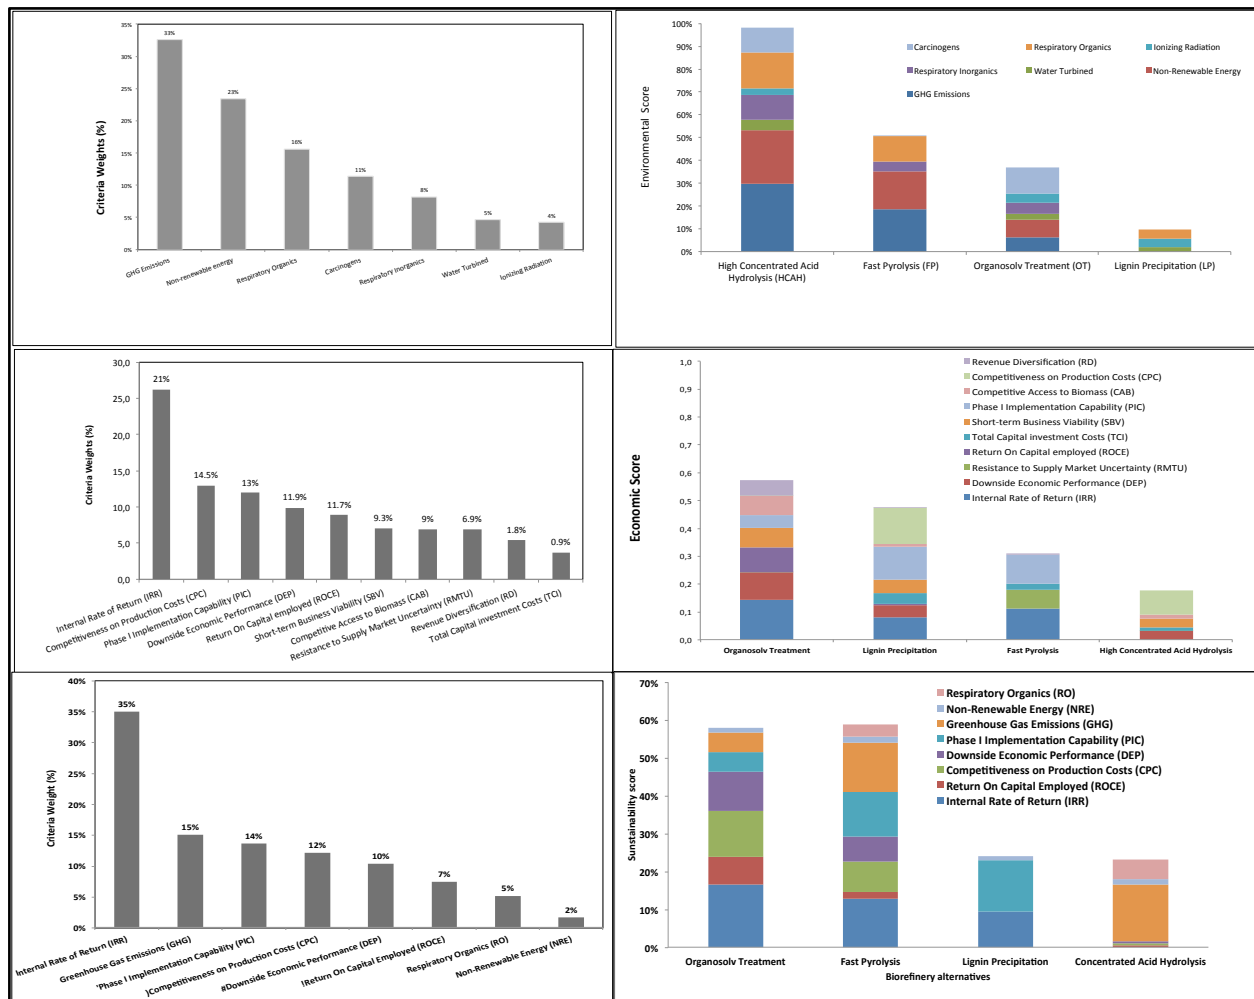 35%
30%
25%
20%
15%
10%
5%
0%
Criteria Weights (%)
33%
23%
16%
11%
8%
5%
4%
GHG Emissions
Non-renewable energy
Respiratory Organics
Carcinogens
Respiratory inorganics
Water Turbined
Ionizing Radiation
100%
90%
80%
70%
60%
50%
40%
30%
20%
10%
0%
Environmental Score
Carcinogens
Respiratory Organics
Ionizing Radiation
Respiratory Inorganics
Water Turbined
Non-Renewable Energy
GHG Emissions
High Concentrated Acid
Hydrolysis (HCAH)
Fast Pyrolysis (FP)
Organosolv Treatment (OT)
Lignin Precipitation (LP)
30,0
25,0
20,0
15,0
10,0
5,0
0,0
Criteria Weights (%)
21%
14.5%
13%
11.9%
11.7%
9.3%
9%
6.9%
1.8%
0.9%
Internal Rate of Return (IRR)
Competitiveness on Production Costs (CPC)
Phase I Implementation Capability (PIC)
Downside Economic Performance (DEP)
Return On Capital employed (ROCE)
Short-term Business Viability (SBV)
Competitive Access to Biomass (CAB)
Resistance to Supply Market Uncertainty (RMTU)
Revenue Diversification (RD)
Total Capital investment Costs (TCI)
1,0
0,9
0,8
0,7
0,6
0,5
0,4
0,3
0,2
0,1
0,0
Economic Score
Revenue Diversification (RD)
Competitiveness on Production Costs (CPC)
Competitive Access to Biomass (CAB)
Phase I Implementation Capability (PIC)
Short-term Business Viability (SBV)
Total Capital investment Costs (TCI)
Return On Capital employed (ROCE)
Resistance to Supply Market Uncertainty (RMTU)
Downside Economic Performance (DEP)
Internal Rate of Return (IRR)
Organosolv Treatment
Lignin Precipitation
Fast Pyrolysis
High Concentrated Acid Hydrolysis
40%
35%
30%
25%
20%
15%
10%
5%
0%
Criteria Weight (%)
35%
15%
14%
12%
10%
7%
5%
2%
Internal Rate of Return (IRR)
Greenhouse Gas Emissions (GHG)
'Phase I Implementation Capability (PIC)
)Competitiveness on Production Costs (CPC)
#Downside Economic Performance (DEP)
!Return On Capital Employed (ROCE)
Respiratory Organics (RO)
Non-Renewable Energy (NRE)
70%
60%
50%
40%
30%
20%
10%
0%
Sunstainability score
Respiratory Organics (RO)
Non-Renewable Energy (NRE)
Greenhouse Gas Emissions (GHG)
Phase I Implementation Capability (PIC)
Downside Economic Performance (DEP)
Competitiveness on Production Costs (CPC)
Return On Capital Employed (ROCE)
Internal Rate of Return (IRR)
Organosolv Treatment
Fast Pyrolysis
Lignin Precipitation
Concentrated Acid Hydrolysis
Biorefinery alternatives